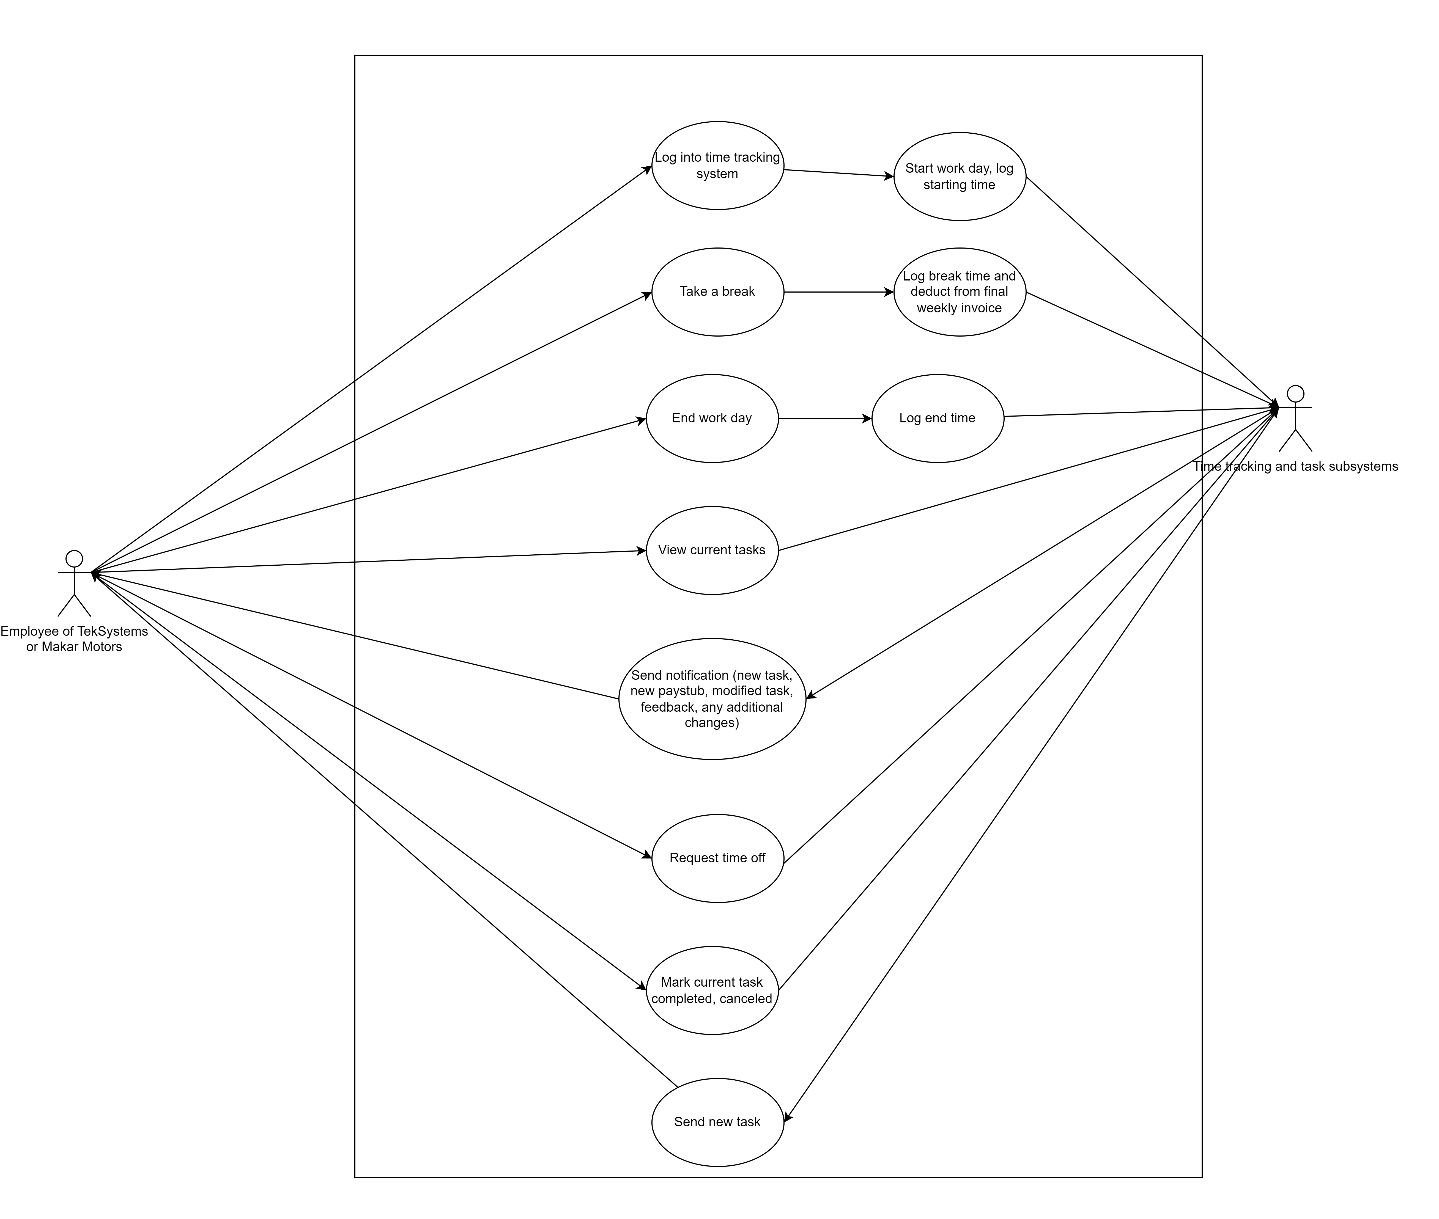 Log into time tracking
system
Start work day, log
starting time
Take a break
Log break time and
deduct from final
weekly invoice
End work day
Log end time
Time tracking and task subsystems
View current tasks
Employee of TekSystems
or Makar Motors
Send notification (new task,
new paystub, modified task,
feedback, any additional
changes)
Request time off
Mark current task
completed, canceled
Send new task